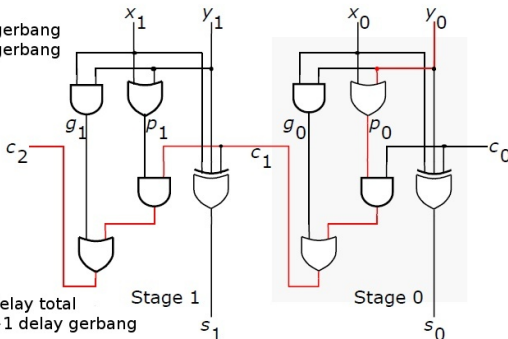 gerbang
gerbang
x1 y1 x0 y0
g1 p1 g0 p0
c2 c1 c0
Stage 1 Stage 0
elay total
1 delay gerbang
s1 s0